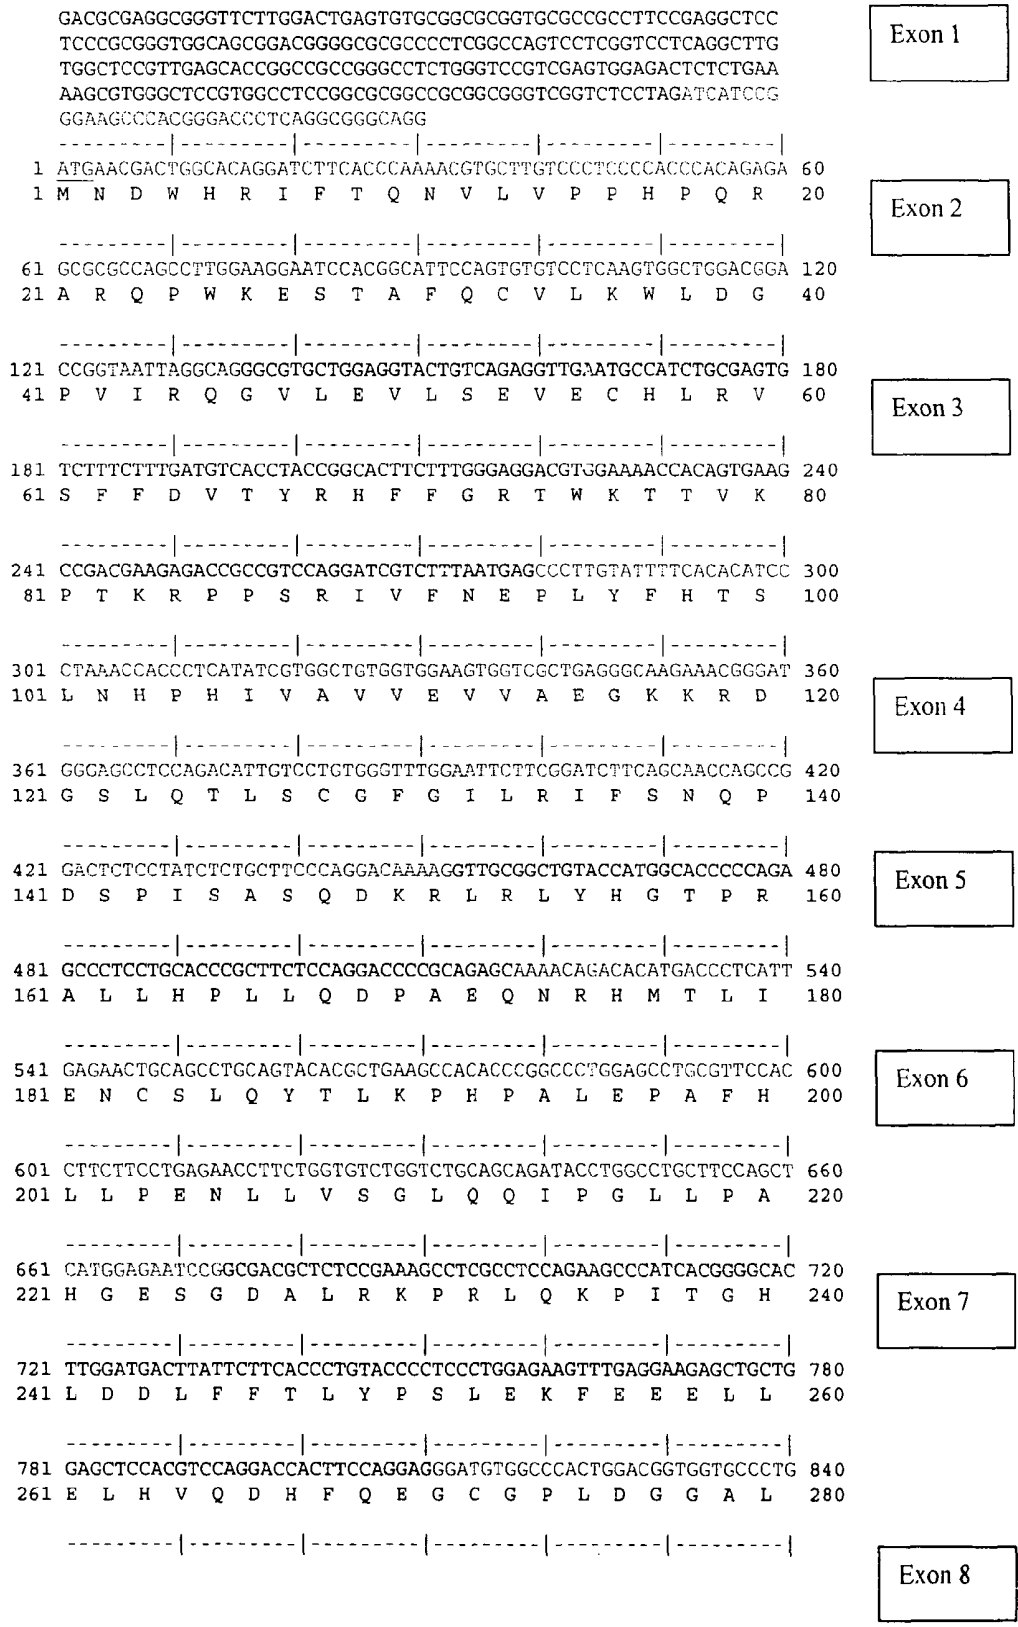 GACGCGAGGCGGGTTCTTGGACTGAGTGTGCGGCGCGGTGCGCCGCCTTCCGAGGCTCC
Exon 1
TCCCGCGGGTGGCAGCGGACGGGGCGCGCCCCTCGGCCAGTCCTCGGTCCTCAGGCTTG
TGGCTCCGTTGAGCACCGGCCGCCGGGCCTCTGGGTCCGTCGAGTGGAGACTCTCTGAA
AAGCGTGGGCTCCGTGGCCTCCGGCGCGGCCGCGGCGGGTCGGTCTCCTAGATCATCCG
GGAAGCCCACGGGACCCTCAGGCGGGCAGG
---------|---------|---------|---------|---------|---------|
1 ATGAACGACTGGCACAGGATCTTCACCCAAAACGTGCTTGTCCCTCCCCACCCACAGAGA 60
1 M N D W H R I F T Q N V L V P P H P Q R 20
Exon 2
---------|---------|---------|---------|---------|---------|
61 GCGCGCCAGCCTTGGAAGGAATCCACGGCATTCCAGTGTGTCCTCAAGTGGCTGGACGGA 120
21 A R Q P W K E S T A F Q C V L K W L D G 40
---------|---------|---------|---------|---------|---------|
121 CCGGTAATTAGGCAGGGCGTGCTGGAGGTACTGTCAGAGGTTGAATGCCATCTGCGAGTG 180
41 P V I R Q G V L E V L S E V E C H L R V 60
Exon 3
---------|---------|---------|---------|---------|---------|
181 TCTTTCTTTGATGTCACCTACCGGCACTTCTTTGGGAGGACGTGGAAAACCACAGTGAAG 240
61 S F F D V T Y R H F F G R T W K T T V K 80
---------|---------|---------|---------|---------|---------|
241 CCGACGAAGAGACCGCCGTCCAGGATCGTCTTTAATGAGCCCTTGTATTTTCACACATCC 300
81 P T K R P P S R I V F N E P L Y F H T S 100
---------|---------|---------|---------|---------|---------|
301 CTAAACCACCCTCATATCGTGGCTGTGGTGGAAGTGGTCGCTGAGGGCAAGAAACGGGAT 360
101 L N H P H I V A V V E V V A E G K K R D 120
Exon 4
---------|---------|---------|---------|---------|---------|
361 GGGAGCCTCCAGACATTGTCCTGTGGGTTTGGAATTCTTCGGATCTTCAGCAACCAGCCG 420
121 G S L Q T L S C G F G I L R I F S N Q P 140
---------|---------|---------|---------|---------|---------|
421 GACTCTCCTATCTCTGCTTCCCAGGACAAAAGGTTGCGGCTGTACCATGGCACCCCCAGA 480
141 D S P I S A S Q D K R L R L Y H G T P R 160
Exon 5
---------|---------|---------|---------|---------|---------|
481 GCCCTCCTGCACCCGCTTCTCCAGGACCCCGCAGAGCAAAACAGACACATGACCCTCATT 540
161 A L L H P L L Q D P A E Q N R H M T L I 180
---------|---------|---------|---------|---------|---------|
541 GAGAACTGCAGCCTGCAGTACACGCTGAAGCCACACCCGGCCCTGGAGCCTGCGTTCCAC 600
181 E N C S L Q Y T L K P H P A L E P A F H 200
Exon 6
---------|---------|---------|---------|---------|---------|
601 CTTCTTCCTGAGAACCTTCTGGTGTCTGGTCTGCAGCAGATACCTGGCCTGCTTCCAGCT 660
201 L L P E N L L V S G L Q Q I P G L L P A 220
---------|---------|---------|---------|---------|---------|
661 CATGGAGAATCCGGCGACGCTCTCCGAAAGCCTCGCCTCCAGAAGCCCATCACGGGGCAC 720
221 H G E S G D A L R K P R L Q K P I T G H 240
Exon 7
---------|---------|---------|---------|---------|---------|
721 TTGGATGACTTATTCTTCACCCTGTACCCCTCCCTGGAGAAGTTTGAGGAAGAGCTGCTG 780
241 L D D L F F T L Y P S L E K F E E E L L 260
---------|---------|---------|---------|---------|---------|
781 GAGCTCCACGTCCAGGACCACTTCCAGGAGGGATGTGGCCCACTGGACGGTGGTGCCCTG 840
261 E L H V Q D H F Q E G C G P L D G G A L 280
---------|---------|---------|---------|---------|---------|
Exon 8